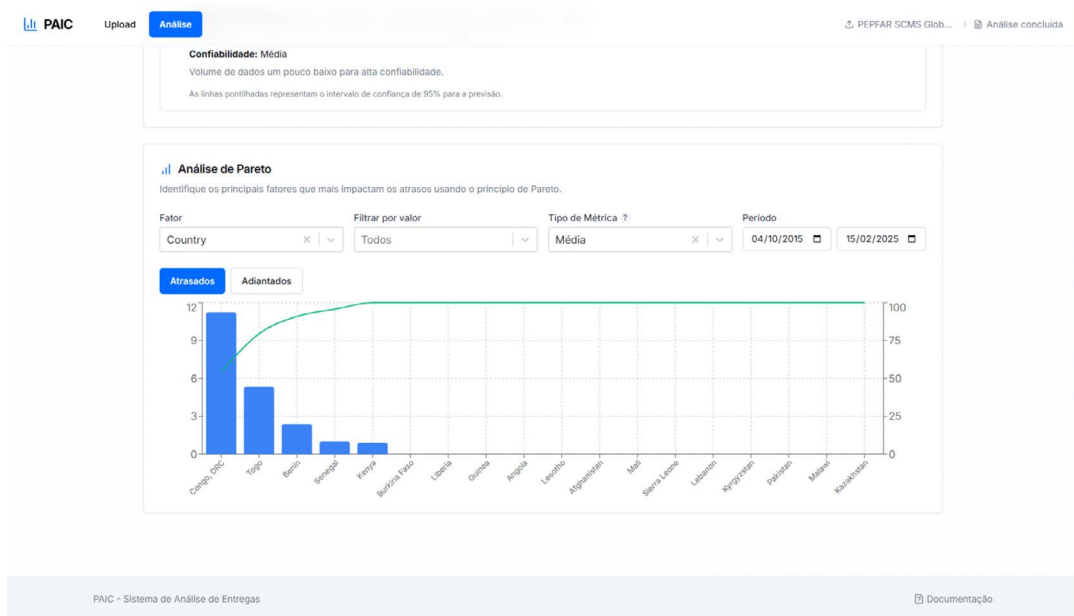 PAIC
Upload
Análise
PEPFAR SCMS Glob... > Análise concluída
Confiabilidade: Média
Volume de dados um pouco baixo para alta confiabilidade.
As linhas pontilhadas representam o intervalo de confiança de 95% para a previsão.
Análise de Pareto
Identifique os principais fatores que mais impactam os atrasos usando o princípio de Pareto.
Fator
Filtrar por valor
Tipo de Métrica ?
Período
Country
Todos
Média
04/10/2015
15/02/2025
Atrasados
Adiantados
12
9
6
3
0
100
75
50
25
0
Congo, DRC
Togo
Benin
Senegal
Kenya
Burkina Faso
Liberia
Guinea
Angola
Lesotho
Afghanistan
Mali
Sierra Leone
Lebanon
Kyrgyzstan
Pakistan
Malawi
Kazakhstan
PAIC - Sistema de Análise de Entregas
Documentação